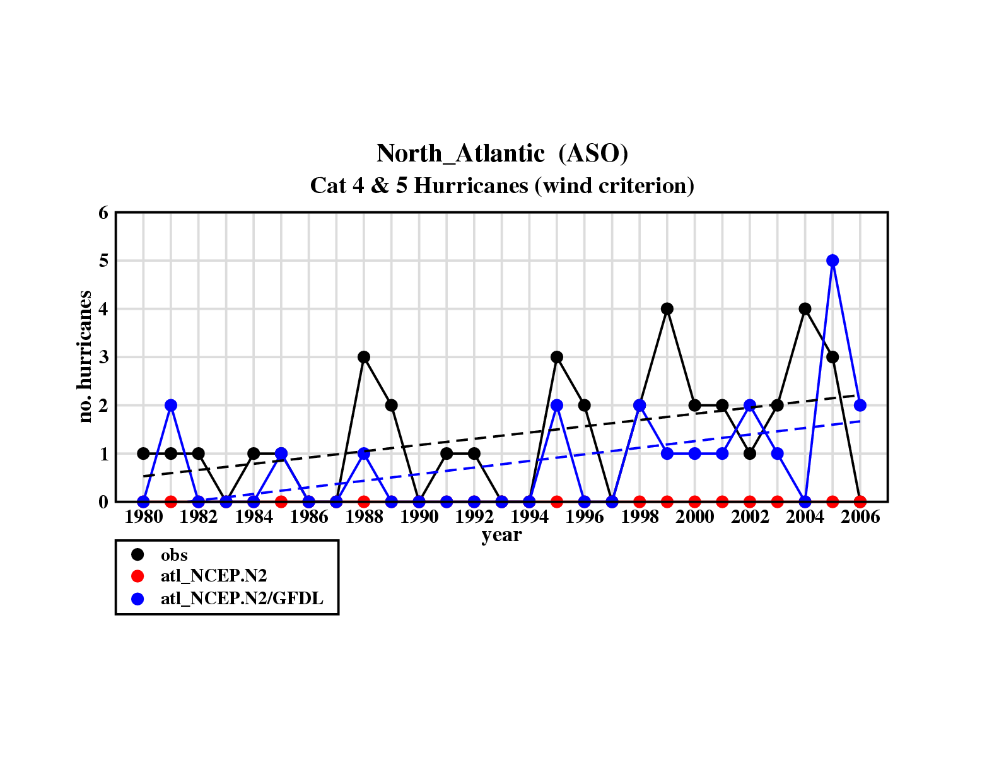 North_Atlantic (ASO)
Cat 4 & 5 Hurricanes (wind criterion)
6
5
4
3
2
1
0
no. hurricanes
1980 1982 1984 1986 1988 1990 1992 1994 1996 1998 2000 2002 2004 2006
year
obs
atl_NCEP.N2
atl_NCEP.N2/GFDL